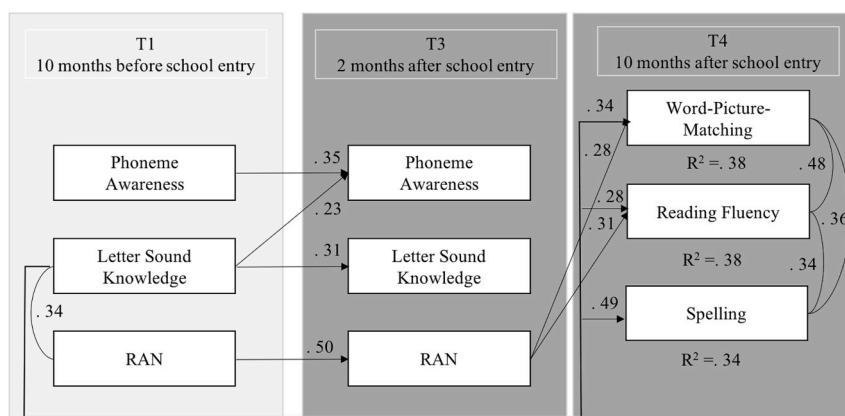 T1
10 months before school entry
T3
2 months after school entry
T4
10 months after school entry
Phoneme
Awareness
Letter Sound
Knowledge
RAN
. 34
. 35
. 23
. 31
. 50
Phoneme
Awareness
Letter Sound
Knowledge
RAN
. 34
. 28
. 28
. 31
. 49
Word-Picture-
Matching
R² =. 38
Reading Fluency
R² =. 38
Spelling
R² =. 34
. 48
. 36
. 34